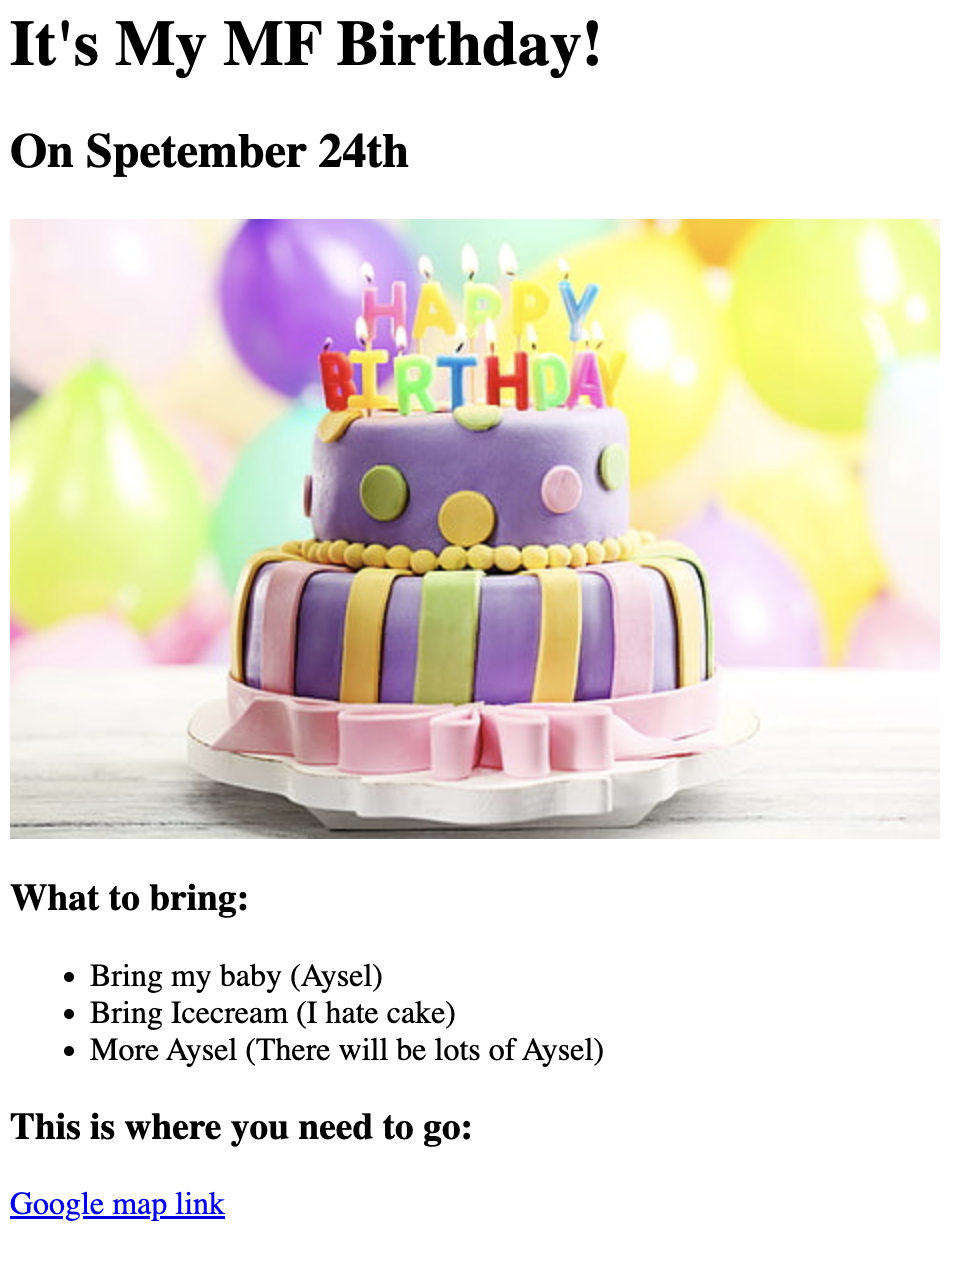 It's My MF Birthday!
On Spetember 24th
HAPPY
BIRTHDAY
What to bring:
Bring my baby (Aysel)
Bring Icecream (I hate cake)
More Aysel (There will be lots of Aysel)
This is where you need to go:
Google map link